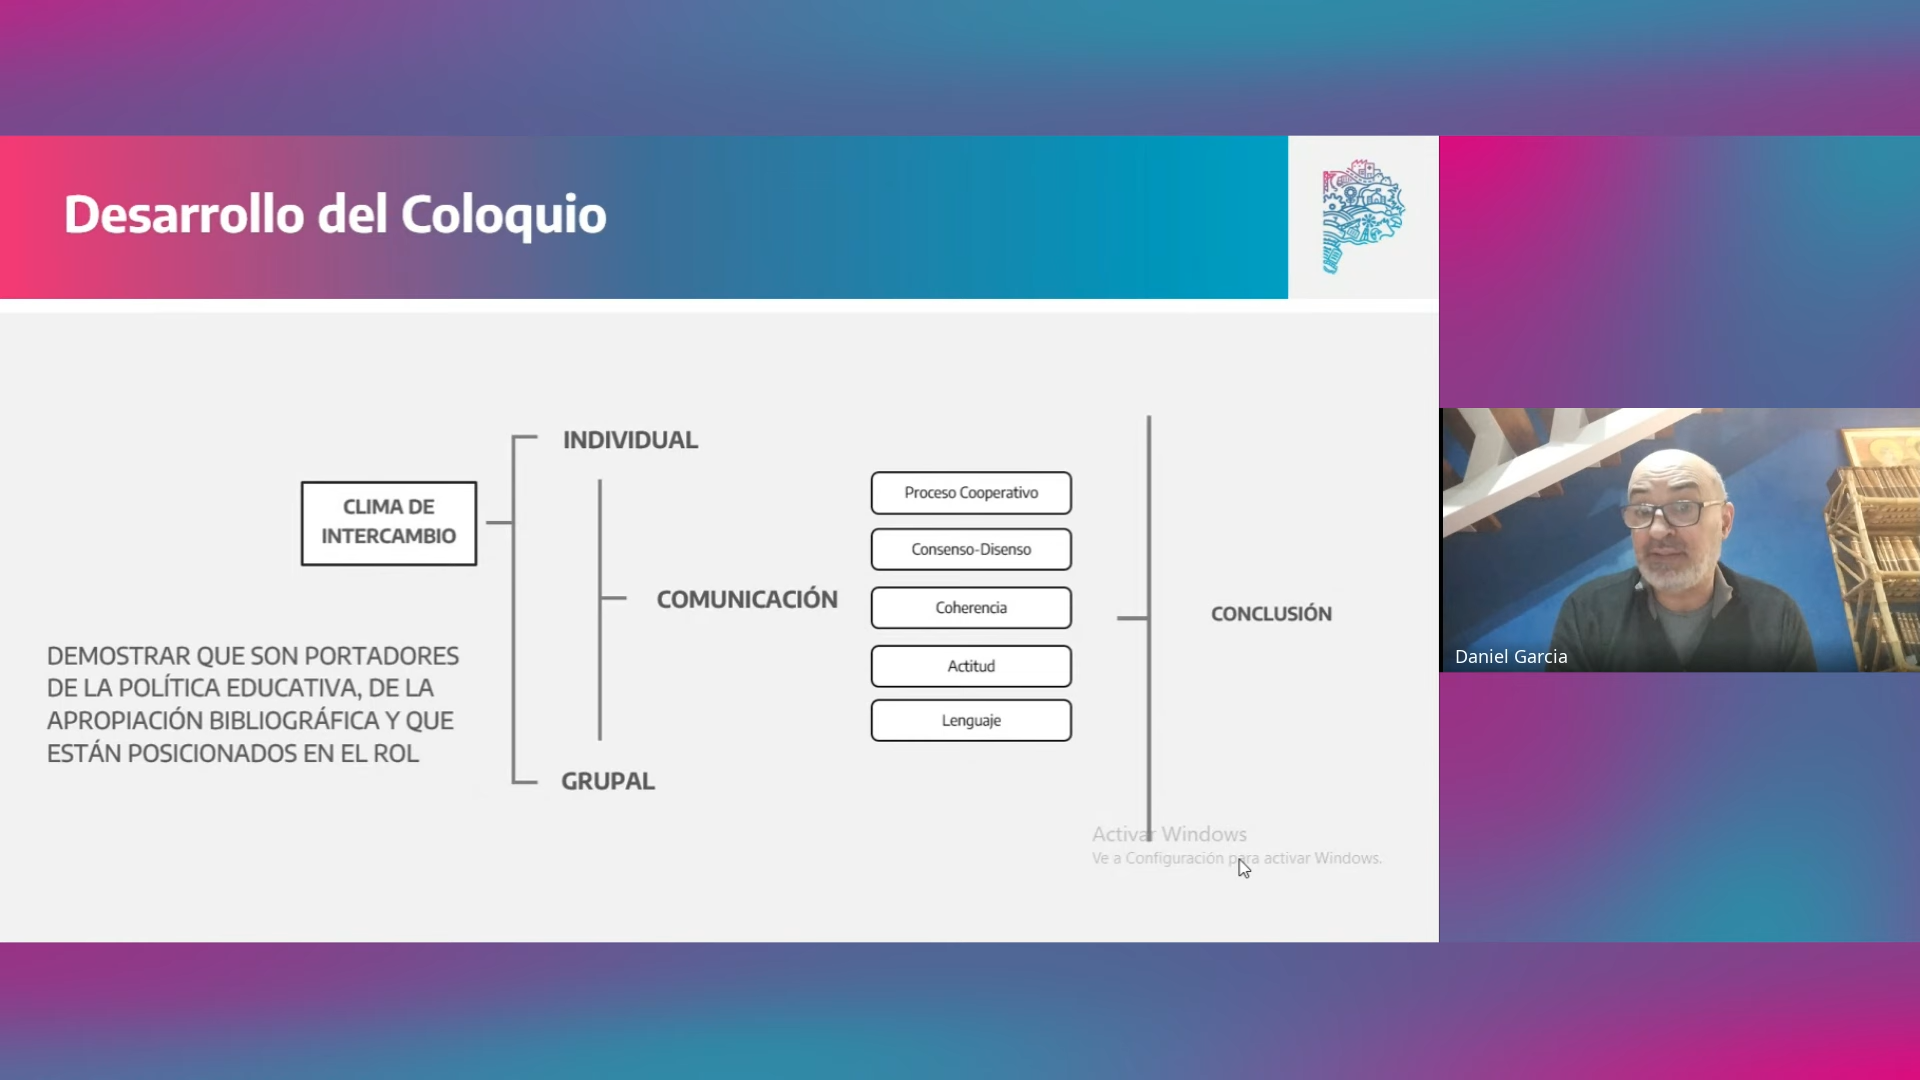 Desarrollo del Coloquio
INDIVIDUAL
CLIMA DE
INTERCAMBIO
COMUNICACIÓN
GRUPAL
DEMOSTRAR QUE SON PORTADORES
DE LA POLÍTICA EDUCATIVA, DE LA
APROPIACIÓN BIBLIOGRÁFICA Y QUE
ESTÁN POSICIONADOS EN EL ROL
Proceso Cooperativo
Consenso-Disenso
Coherencia
Actitud
Lenguaje
CONCLUSIÓN
Activar Windows
Ve a Configuración para activar Windows.
Daniel Garcia